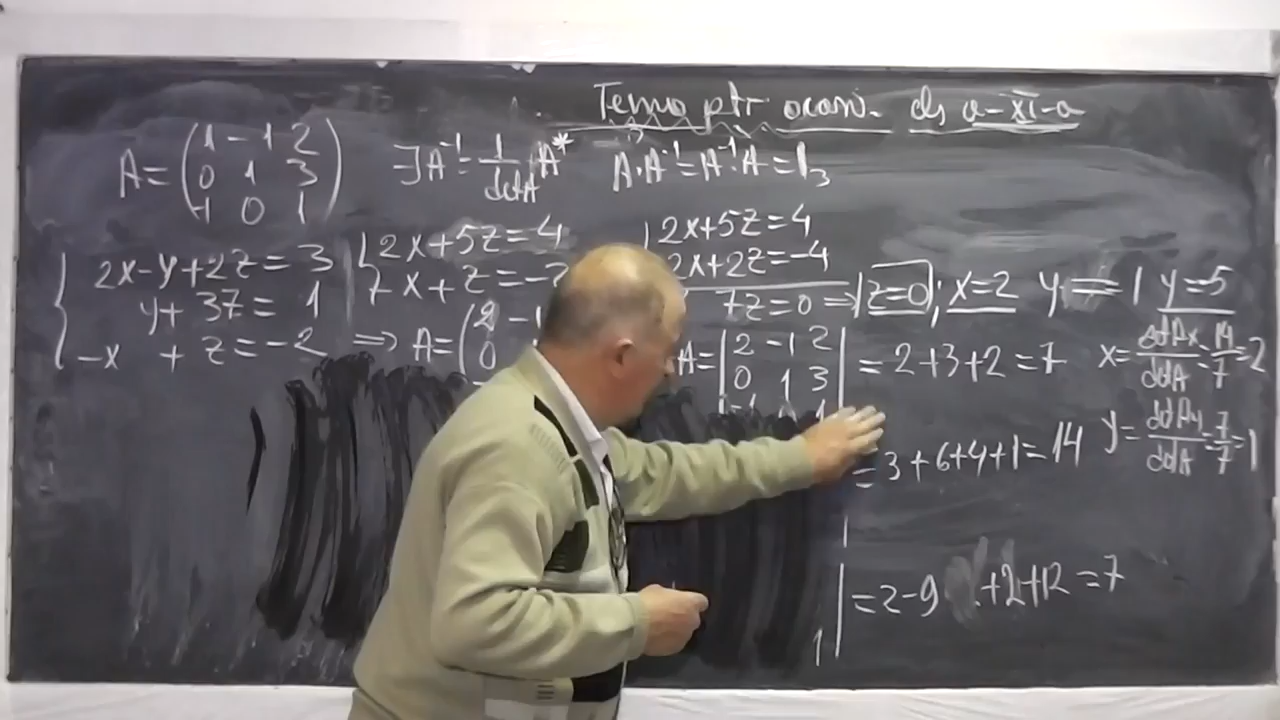 Tema ptr. ocan. cls a-XI-a
A = ( 1 -1 2
0 1 3
-1 0 1 )
∃A⁻¹ = 1/detA A*
A·A⁻¹ = A⁻¹·A = I₃
{ 2x-y+2z = 3
y + 3z = 1
-x + z = -2
2x+5z = 4
-x + z = -2
2x+5z = 4
-2x+2z = -4
7z = 0 ⇒ z=0; x=2 y = 1 y=5
⇒ A = ( 2 -1
0
A = | 2 -1 2 | = 2+3+2 = 7
0 1 3
x = detAx/detA = 14/7 = 2
= 3+6+4+1 = 14
y = detAy/detA = 7/7 = 1
= 2-9 +2+12 = 7
1